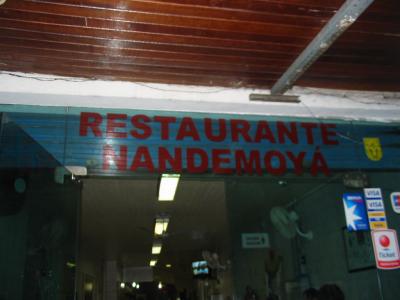 RESTAURANTE
NANDEMOYÁ
VISA
VISA
Ticket